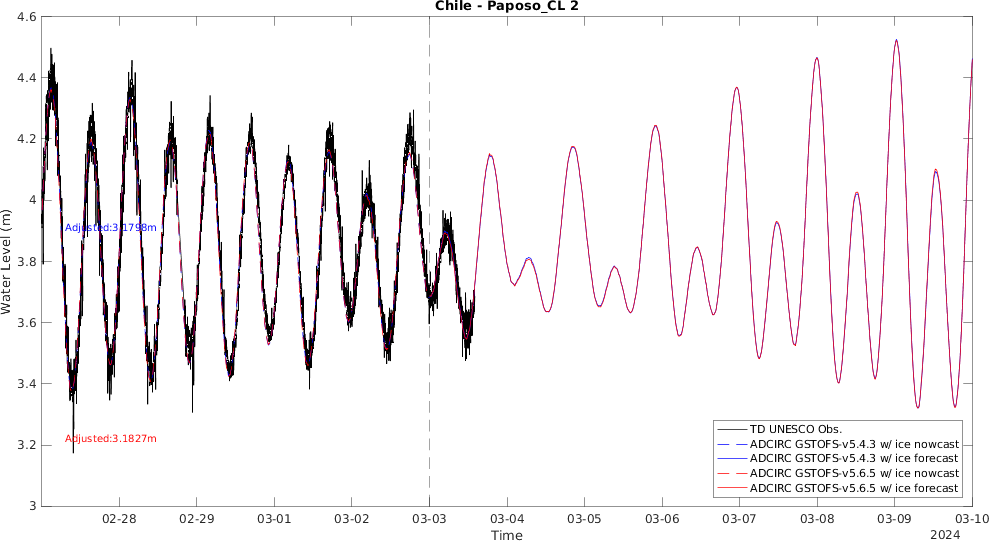 Chile - Paposo_CL 2
4.6
4.4
4.2
4
3.8
3.6
3.4
3.2
3
Water Level (m)
Adjusted:3.1798m
Adjusted:3.1827m
TD UNESCO Obs.
ADCIRC GSTOFS-v5.4.3 w/ ice nowcast
ADCIRC GSTOFS-v5.4.3 w/ ice forecast
ADCIRC GSTOFS-v5.6.5 w/ ice nowcast
ADCIRC GSTOFS-v5.6.5 w/ ice forecast
02-28 02-29 03-01 03-02 03-03 03-04 03-05 03-06 03-07 03-08 03-09 03-10
Time
2024